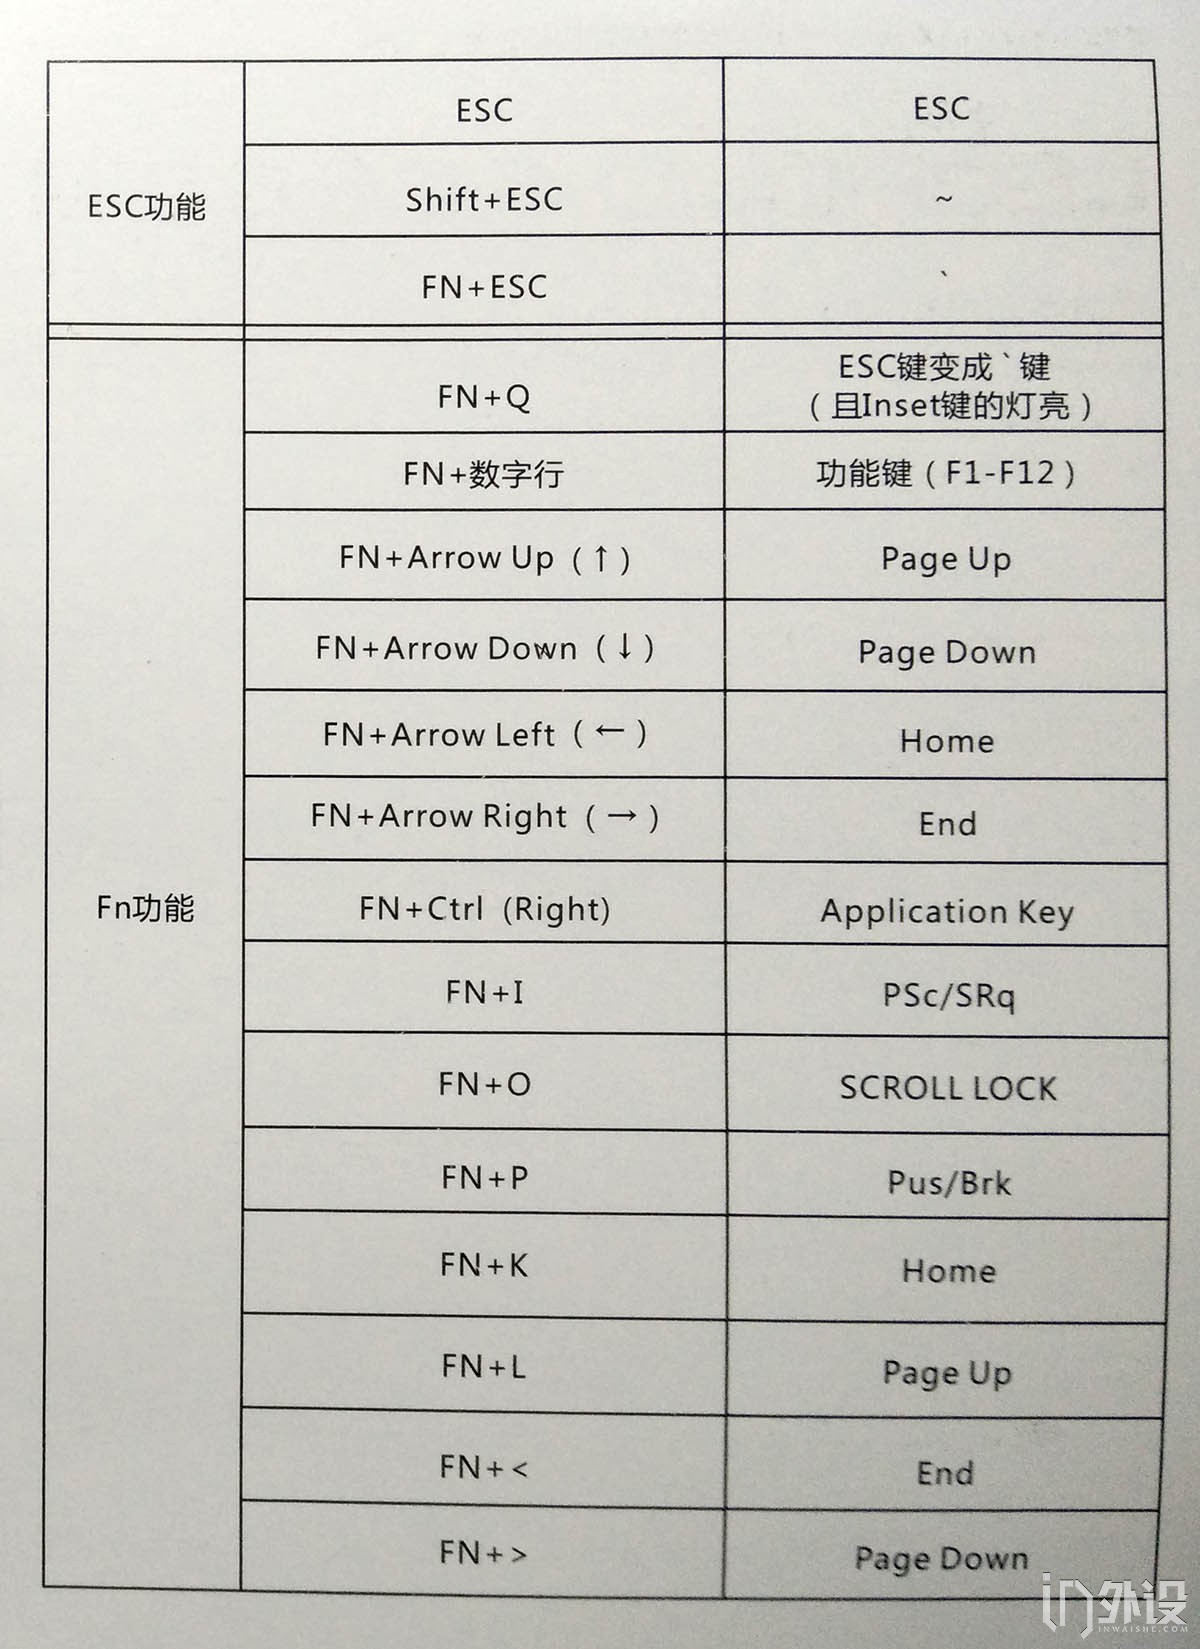 ESC功能
ESC
ESC
Shift+ESC
~
FN+ESC
`
Fn功能
FN+Q
ESC键变成`键
(且Inset键的灯亮)
FN+数字行
功能键(F1-F12)
FN+Arrow Up (↑)
Page Up
FN+Arrow Down (↓)
Page Down
FN+Arrow Left (←)
Home
FN+Arrow Right (→)
End
FN+Ctrl (Right)
Application Key
FN+I
PSc/SRq
FN+O
SCROLL LOCK
FN+P
Pus/Brk
FN+K
Home
FN+L
Page Up
FN+<
End
FN+>
Page Down
in外设
INWAISHE.COM